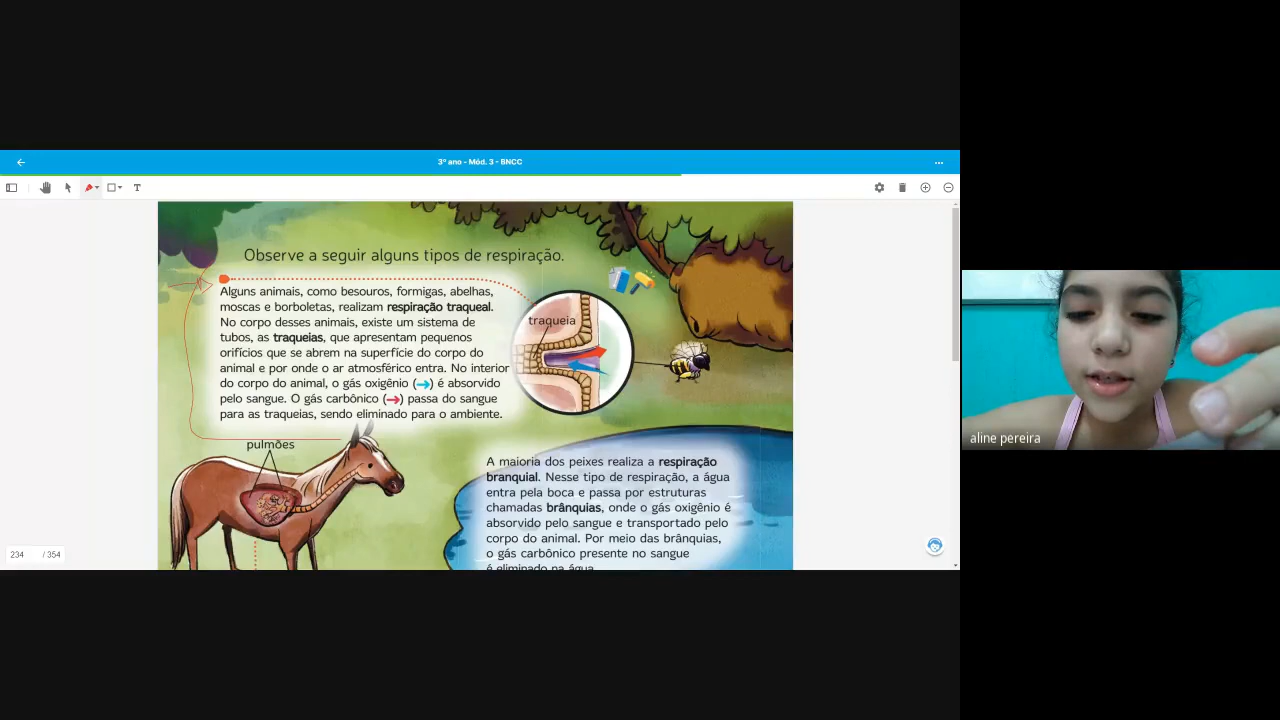 3º ano - Mód. 3 - BNCC
T
Observe a seguir alguns tipos de respiração.
Alguns animais, como besouros, formigas, abelhas,
moscas e borboletas, realizam respiração traqueal.
No corpo desses animais, existe um sistema de
tubos, as traqueias, que apresentam pequenos
orifícios que se abrem na superfície do corpo do
animal e por onde o ar atmosférico entra. No interior
do corpo do animal, o gás oxigênio (➔) é absorvido
pelo sangue. O gás carbônico (➔) passa do sangue
para as traqueias, sendo eliminado para o ambiente.
traqueia
pulmões
A maioria dos peixes realiza a respiração
branquial. Nesse tipo de respiração, a água
entra pela boca e passa por estruturas
chamadas brânquias, onde o gás oxigênio é
absorvido pelo sangue e transportado pelo
corpo do animal. Por meio das brânquias,
o gás carbônico presente no sangue
é eliminado na água.
234 / 354
aline pereira